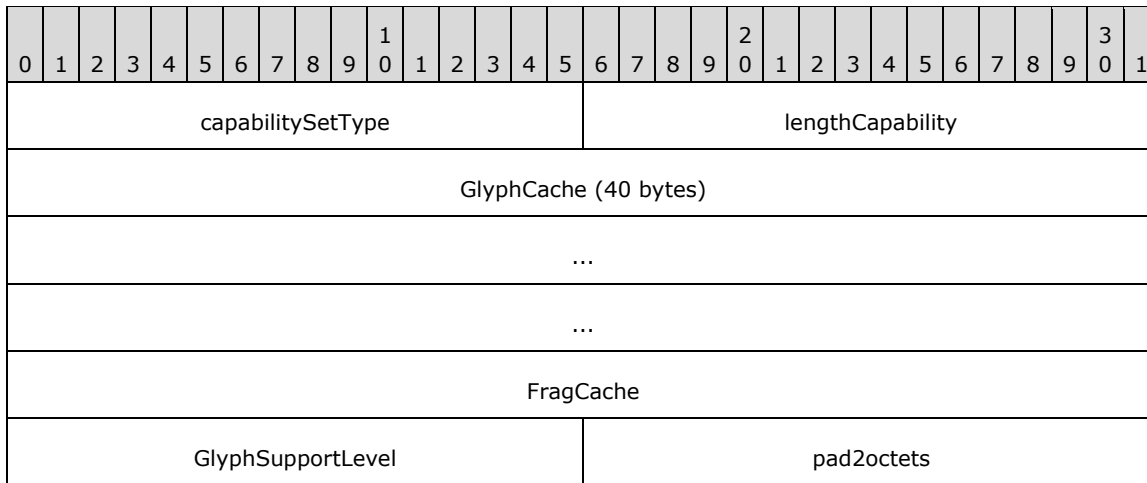 1 2 3
0 1 2 3 4 5 6 7 8 9 0 1 2 3 4 5 6 7 8 9 0 1 2 3 4 5 6 7 8 9 0 1
capabilitySetType lengthCapability
GlyphCache (40 bytes)
...
...
FragCache
GlyphSupportLevel pad2octets